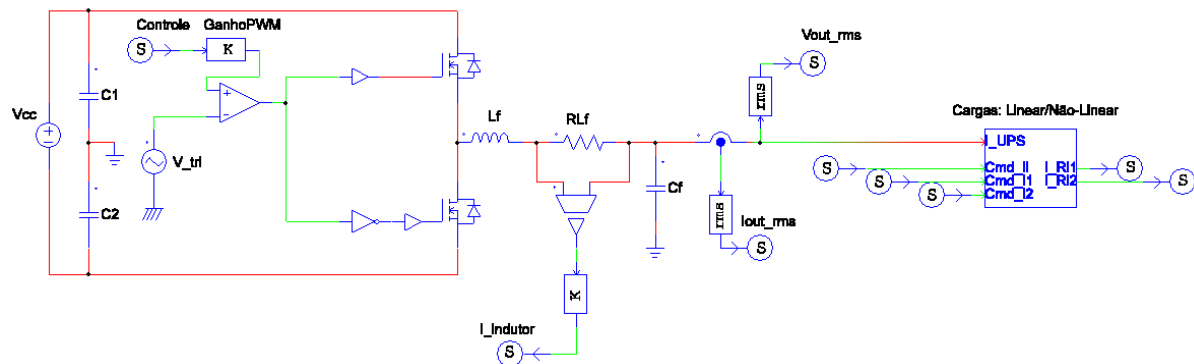 Controle
GanhoPWM
S
K
Vcc
C1
C2
V_tri
Lf
RLf
Cf
K
I_Indutor
S
Vout_rms
S
rms
rms
Iout_rms
S
Cargas: Linear/Não-Linear
I_UPS
S
Cmd_ll
I_Rl1
S
S
Cmd_l1
I_Rl2
S
S
Cmd_l2